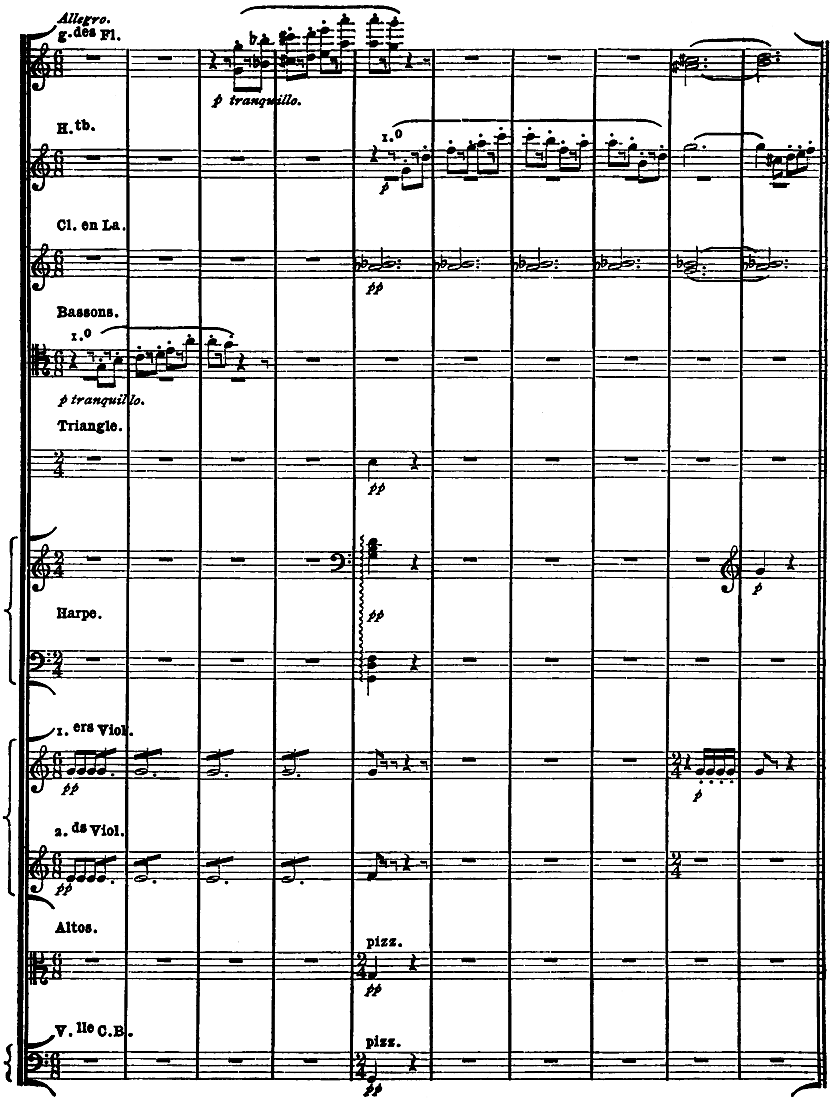 Allegro.
g.des Fl.
p tranquillo.
H.tb.
1.o
p
Cl. en La.
pp
Bassons.
1.o
p tranquillo.
Triangle.
pp
Harpe.
pp
p
1.ers Viol.
pp
p
2.ds Viol.
pp
Altos.
pizz.
pp
V.lle C.B.
pizz.
pp